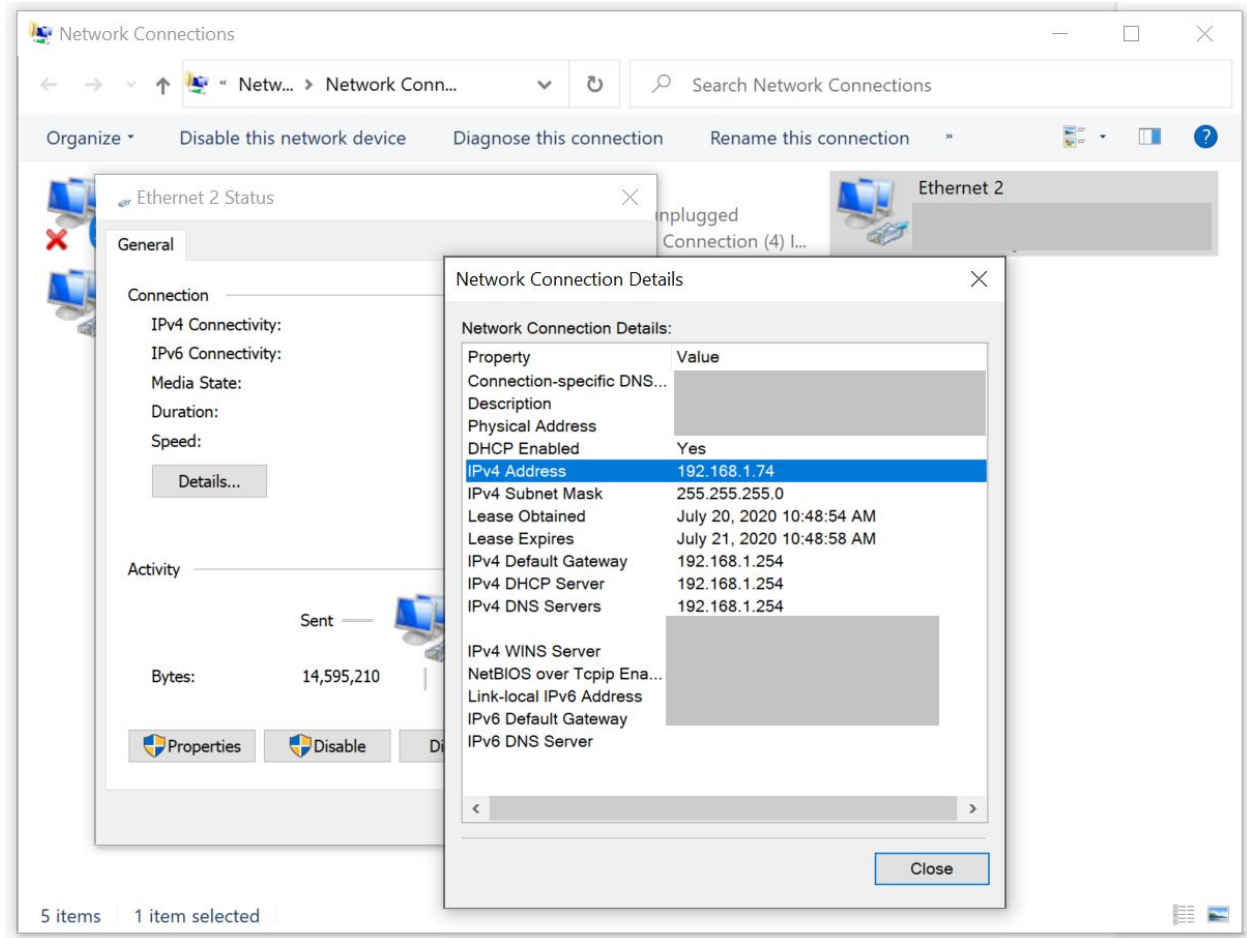 Network Connections
« Netw... > Network Conn...
Search Network Connections
Organize
Disable this network device
Diagnose this connection
Rename this connection
»
?
Ethernet 2 Status
General
Connection
IPv4 Connectivity:
IPv6 Connectivity:
Media State:
Duration:
Speed:
Details...
Activity
Sent
Bytes: 14,595,210
Properties
Disable
Di
nplugged
Connection (4) I...
Ethernet 2
Network Connection Details
Network Connection Details:
Property Value
Connection-specific DNS...
Description
Physical Address
DHCP Enabled Yes
IPv4 Address 192.168.1.74
IPv4 Subnet Mask 255.255.255.0
Lease Obtained July 20, 2020 10:48:54 AM
Lease Expires July 21, 2020 10:48:58 AM
IPv4 Default Gateway 192.168.1.254
IPv4 DHCP Server 192.168.1.254
IPv4 DNS Servers 192.168.1.254
IPv4 WINS Server
NetBIOS over Tcpip Ena...
Link-local IPv6 Address
IPv6 Default Gateway
IPv6 DNS Server
Close
5 items
1 item selected